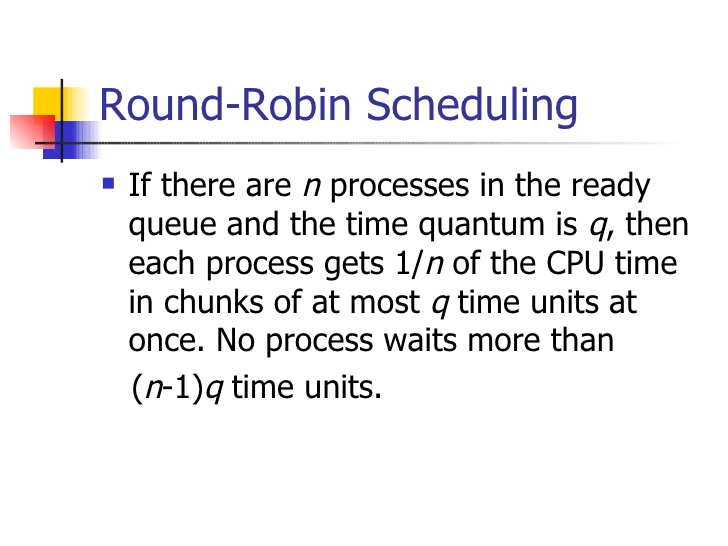 Round-Robin Scheduling
If there are n processes in the ready
queue and the time quantum is q, then
each process gets 1/n of the CPU time
in chunks of at most q time units at
once. No process waits more than
(n-1)q time units.